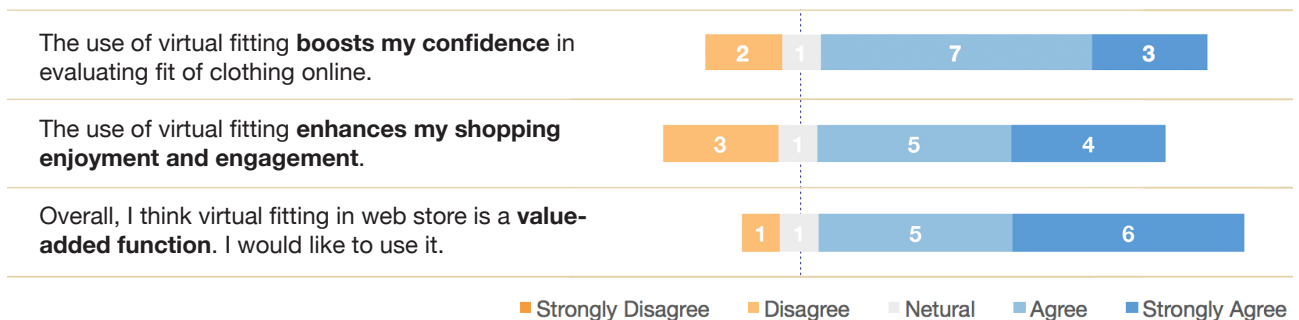 The use of virtual fitting boosts my confidence in
evaluating fit of clothing online.
2 1 7 3
The use of virtual fitting enhances my shopping
enjoyment and engagement.
3 1 5 4
Overall, I think virtual fitting in web store is a value-
added function. I would like to use it.
1 1 5 6
Strongly Disagree Disagree Netural Agree Strongly Agree